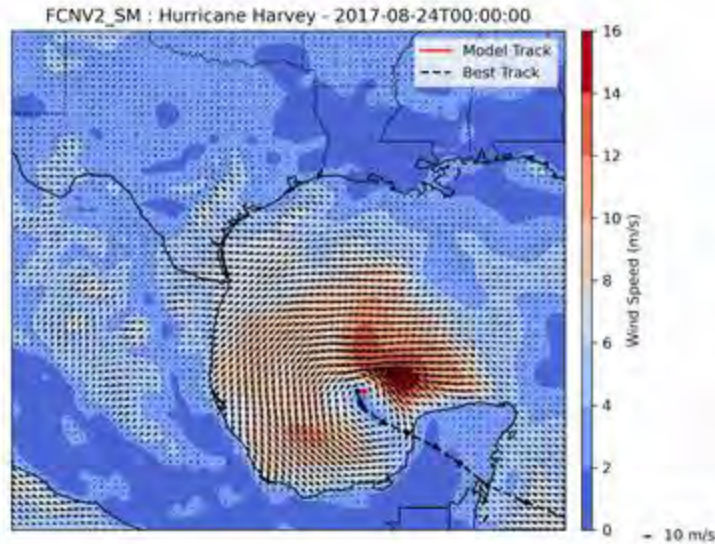 FCNV2_SM : Hurricane Harvey - 2017-08-24T00:00:00
Model Track
Best Track
16
14
12
10
8
6
4
2
0
Wind Speed (m/s)
10 m/s